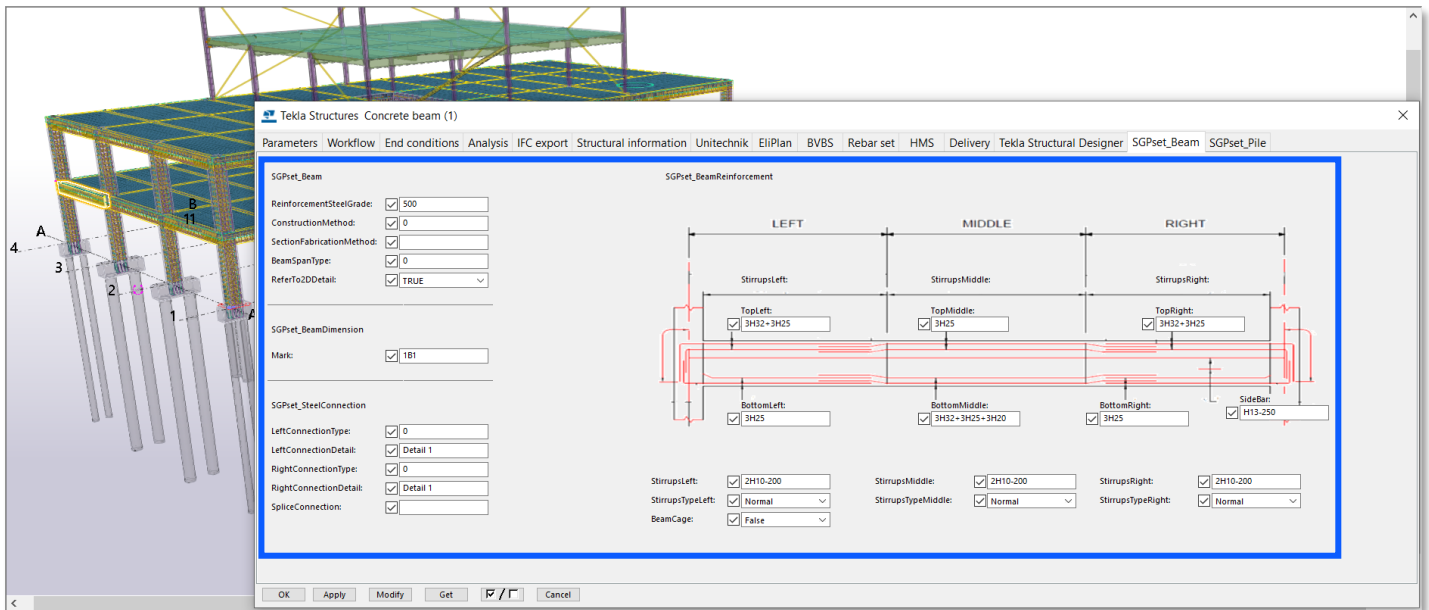 Tekla Structures Concrete beam (1)
Parameters Workflow End conditions Analysis IFC export Structural information Unitechnik EliPlan BVBS Rebar set HMS Delivery Tekla Structural Designer SGPset_Beam SGPset_Pile
SGPset_Beam
ReinforcementSteelGrade: 500
ConstructionMethod: 0
SectionFabricationMethod:
BeamSpanType: 0
ReferTo2DDetail: TRUE
SGPset_BeamDimension
Mark: 1B1
SGPset_SteelConnection
LeftConnectionType: 0
LeftConnectionDetail: Detail 1
RightConnectionType: 0
RightConnectionDetail: Detail 1
SpliceConnection:
SGPset_BeamReinforcement
LEFT MIDDLE RIGHT
StirrupsLeft: StirrupsMiddle: StirrupsRight:
TopLeft: TopMiddle: TopRight:
3H32+3H25 3H25 3H32+3H25
BottomLeft: BottomMiddle: BottomRight: SideBar:
3H25 3H32+3H25+3H20 3H25 H13-250
StirrupsLeft: 2H10-200 StirrupsMiddle: 2H10-200 StirrupsRight: 2H10-200
StirrupsTypeLeft: Normal StirrupsTypeMiddle: Normal StirrupsTypeRight: Normal
BeamCage: False
OK Apply Modify Get / Cancel
B
11
A
4
3
2
1
A